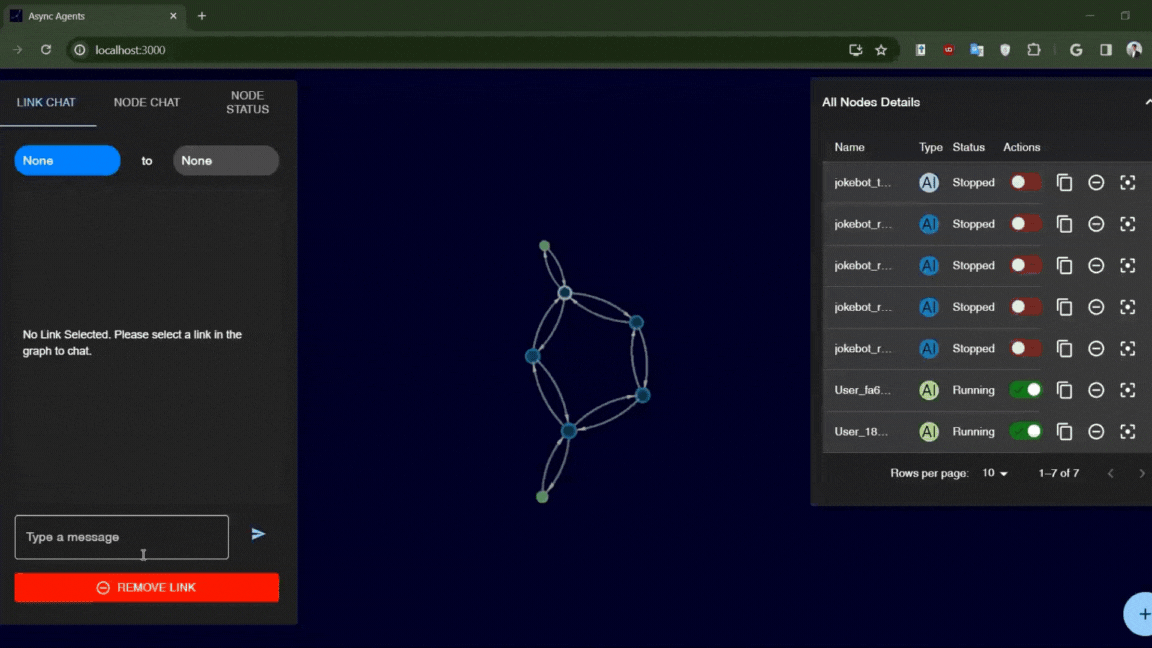 Async Agents
localhost:3000
LINK CHAT
NODE CHAT
NODE
STATUS
None
to
None
No Link Selected. Please select a link in the
graph to chat.
Type a message
REMOVE LINK
All Nodes Details
Name Type Status Actions
jokebot_t... AI Stopped
jokebot_r... AI Stopped
jokebot_r... AI Stopped
jokebot_r... AI Stopped
jokebot_r... AI Stopped
User_fa6... AI Running
User_18... AI Running
Rows per page: 10 1–7 of 7